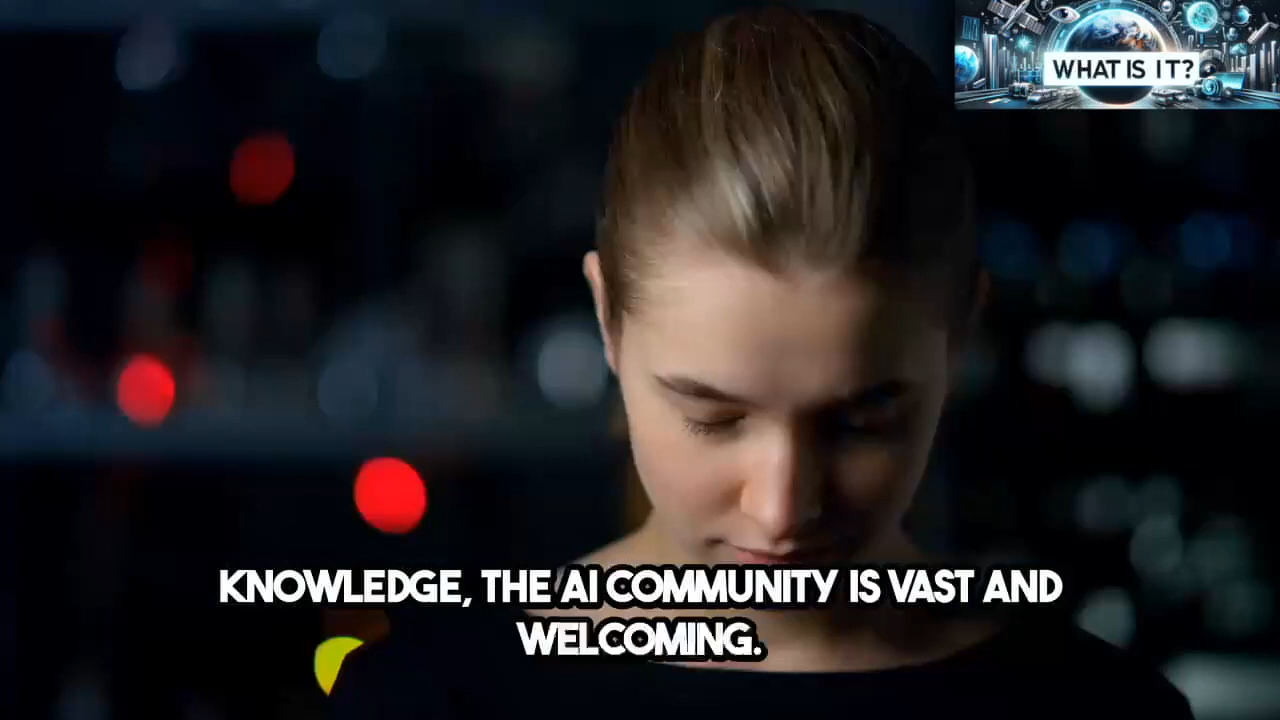 WHAT IS IT?
KNOWLEDGE, THE AI COMMUNITY IS VAST AND
WELCOMING.